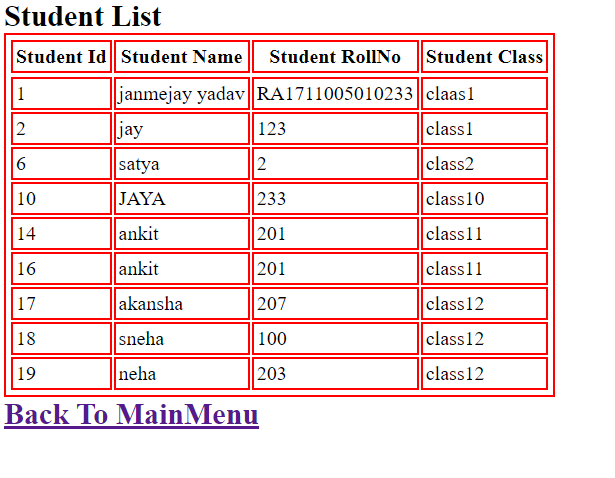 Student List
Student Id Student Name Student RollNo Student Class
1 janmejay yadav RA1711005010233 claas1
2 jay 123 class1
6 satya 2 class2
10 JAYA 233 class10
14 ankit 201 class11
16 ankit 201 class11
17 akansha 207 class12
18 sneha 100 class12
19 neha 203 class12
Back To MainMenu